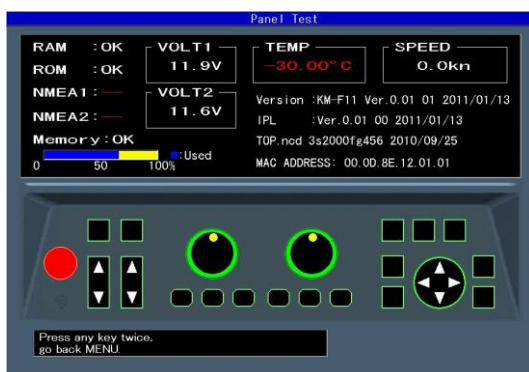 Panel Test
RAM :OK
ROM :OK
NMEA1: ---
NMEA2: ---
Memory:OK
0 50 100%
:Used
VOLT1
11.9V
VOLT2
11.6V
TEMP
-30.00°C
SPEED
0.0kn
Version :KM-F11 Ver.0.01 01 2011/01/13
IPL :Ver.0.01 00 2011/01/13
TOP.ncd 3s2000fg456 2010/09/25
MAC ADDRESS: 00.0D.8E.12.01.01
Press any key twice.
go back MENU.